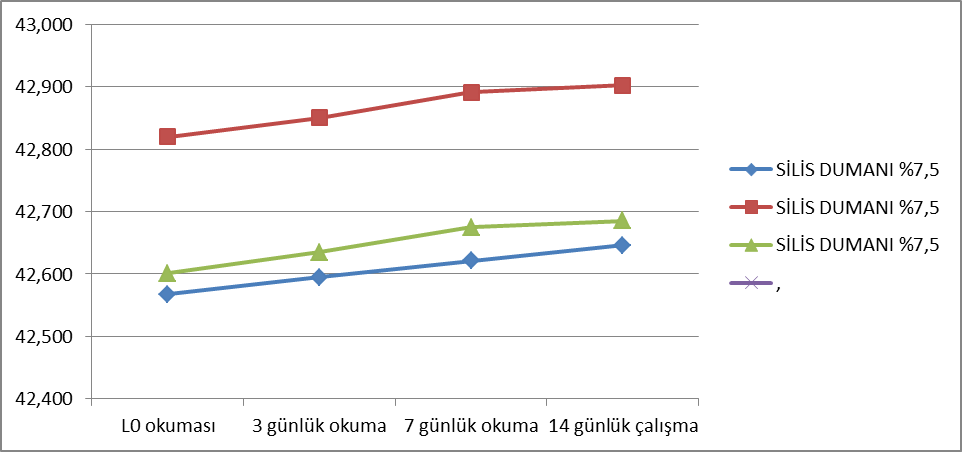 43,000
42,900
42,800
42,700
42,600
42,500
42,400
L0 okuması 3 günlük okuma 7 günlük okuma 14 günlük çalışma
SİLİS DUMANI %7,5
SİLİS DUMANI %7,5
SİLİS DUMANI %7,5
,